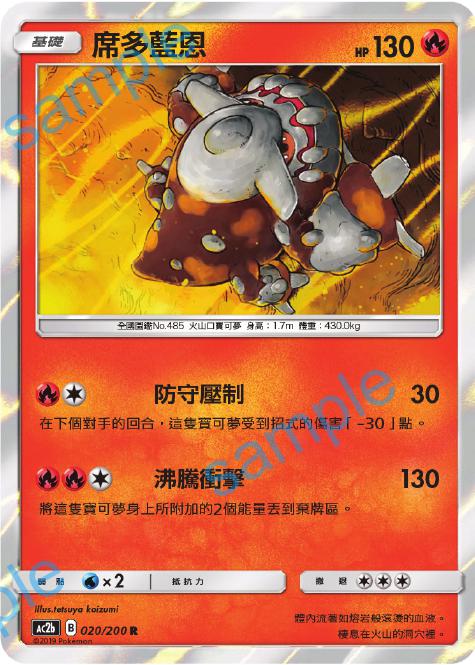 基礎 席多藍恩 HP 130
sample
全國圖鑑No.485 火山口寶可夢 身高：1.7m 體重：430.0kg
防守壓制 30
在下個對手的回合，這隻寶可夢受到招式的傷害「-30」點。
sample
沸騰衝擊 130
將這隻寶可夢身上所附加的2個能量丟到棄牌區。
弱點 ×2 抵抗力 撤退
sample
Illus.tetsuya koizumi
體內流著如熔岩般滾燙的血液。
棲息在火山的洞穴裡。
AC2b B 020/200 R
©2019 Pokémon